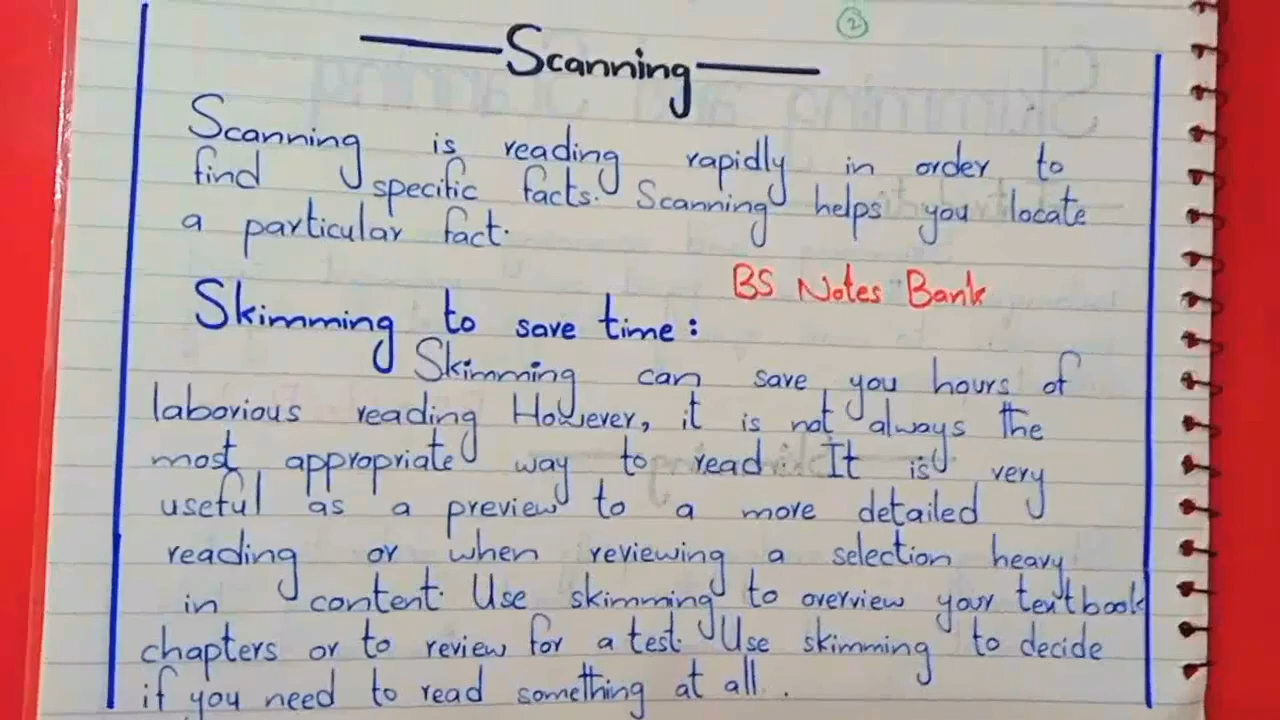 2
Scanning
Scanning is reading rapidly in order to
find specific facts. Scanning helps you locate
a particular fact.
BS Notes Bank
Skimming to save time:
Skimming can save you hours of
laborious reading However, it is not always the
most appropriate way to read. It is very
useful as a preview to a more detailed
reading or when reviewing a selection heavy
in content. Use skimming to overview your textbook
chapters or to review for a test. Use skimming to decide
if you need to read something at all.